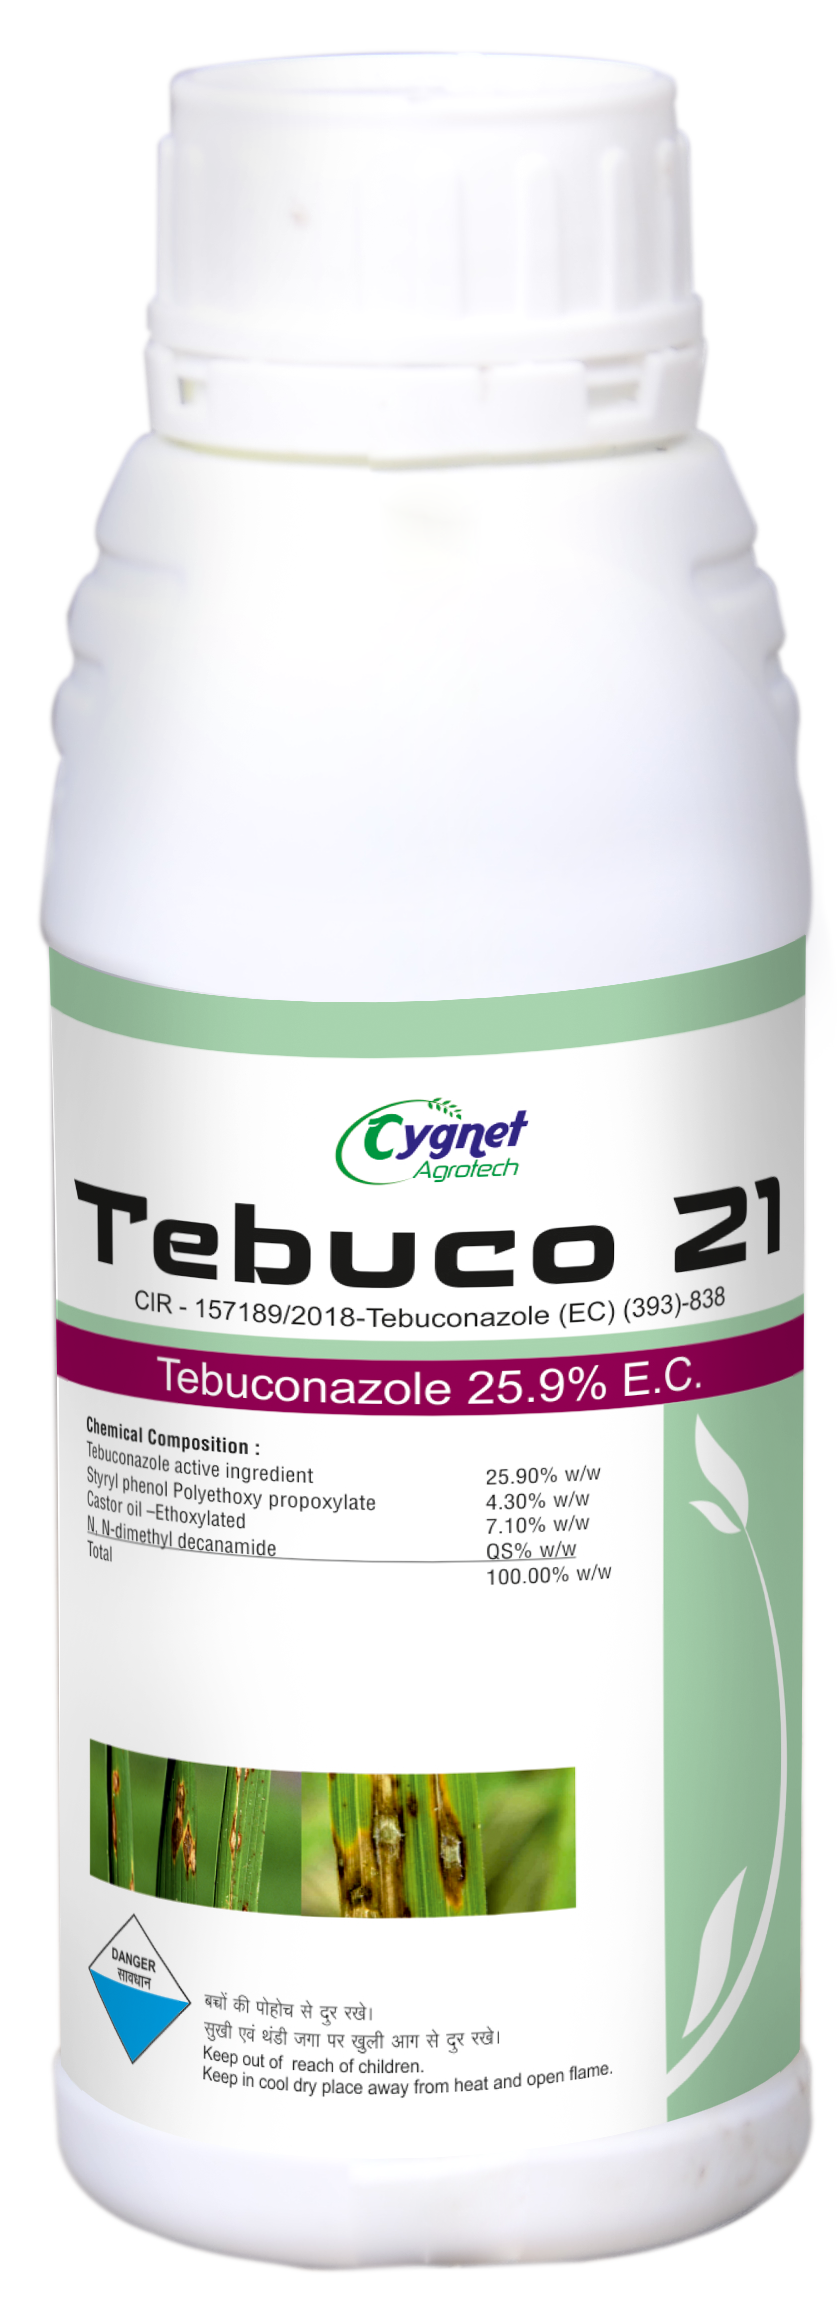 Cygnet
Agrotech
Tebuco 21
CIR - 157189/2018-Tebuconazole (EC) (393)-838
Tebuconazole 25.9% E.C.
Chemical Composition :
Tebuconazole active ingredient 25.90% w/w
Styryl phenol Polyethoxy propoxylate 4.30% w/w
Castor oil –Ethoxylated 7.10% w/w
N, N-dimethyl decanamide QS% w/w
Total 100.00% w/w
DANGER
सावधान
बचों की पोहोच से दुर रखे।
सुखी एवं थंडी जगा पर खुली आग से दुर रखे।
Keep out of reach of children.
Keep in cool dry place away from heat and open flame.